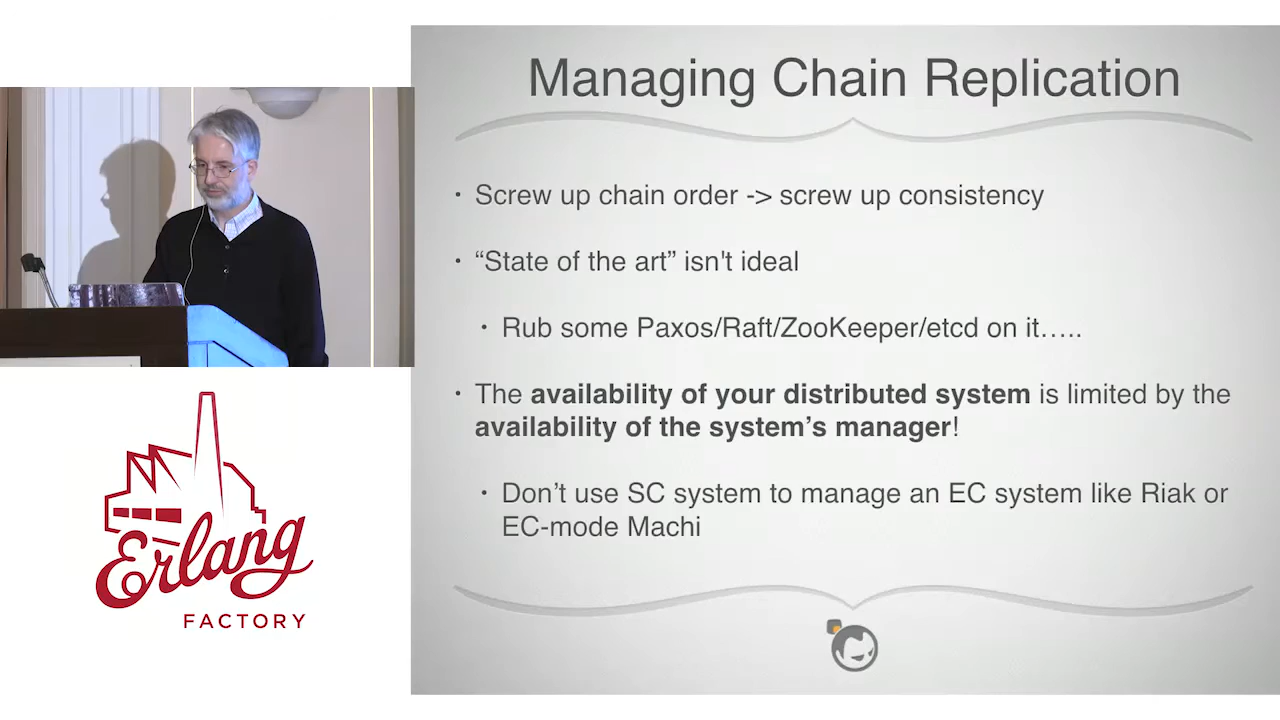 Managing Chain Replication
• Screw up chain order -> screw up consistency
• “State of the art” isn't ideal
• Rub some Paxos/Raft/ZooKeeper/etcd on it…..
• The availability of your distributed system is limited by the
availability of the system’s manager!
• Don’t use SC system to manage an EC system like Riak or
EC-mode Machi
Erlang
FACTORY